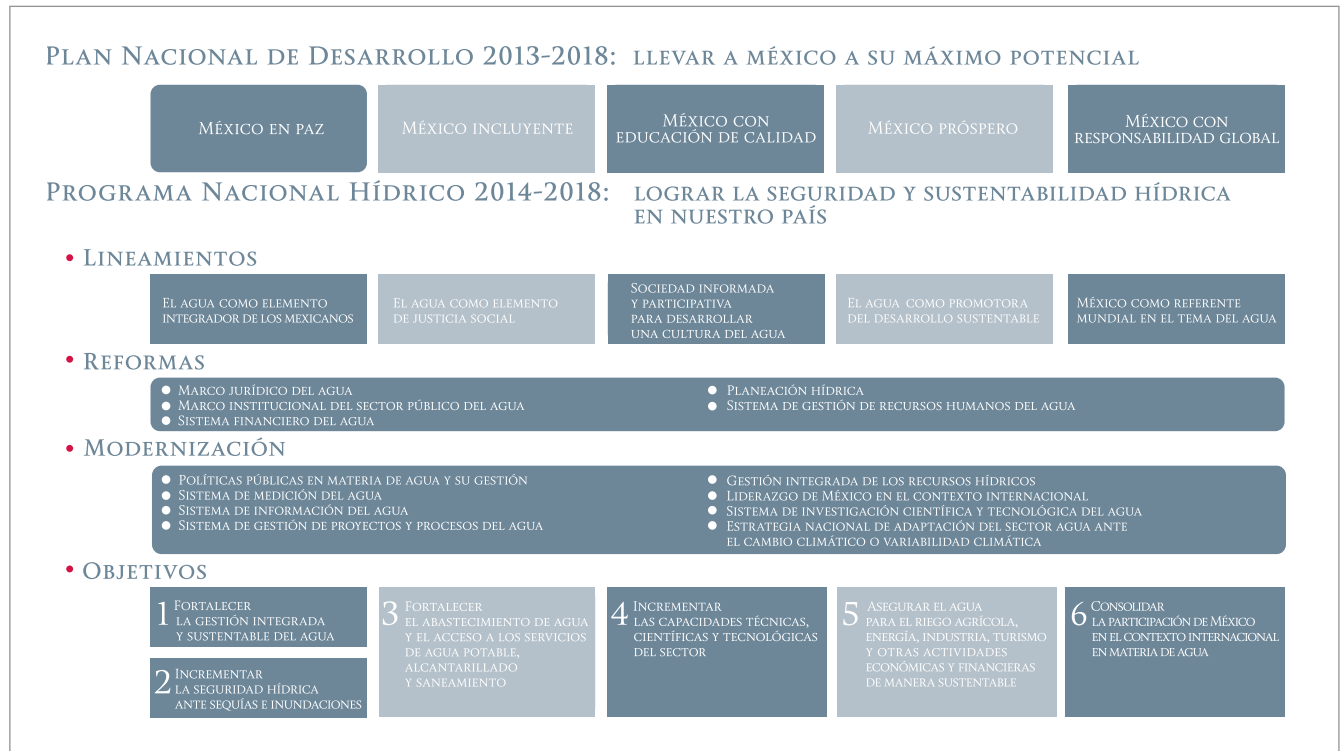 PLAN NACIONAL DE DESARROLLO 2013-2018: LLEVAR A MÉXICO A SU MÁXIMO POTENCIAL
MÉXICO EN PAZ
MÉXICO INCLUYENTE
MÉXICO CON
EDUCACIÓN DE CALIDAD
MÉXICO PRÓSPERO
MÉXICO CON
RESPONSABILIDAD GLOBAL
PROGRAMA NACIONAL HÍDRICO 2014-2018: LOGRAR LA SEGURIDAD Y SUSTENTABILIDAD HÍDRICA
EN NUESTRO PAÍS
• LINEAMIENTOS
EL AGUA COMO ELEMENTO
INTEGRADOR DE LOS MEXICANOS
EL AGUA COMO ELEMENTO
DE JUSTICIA SOCIAL
SOCIEDAD INFORMADA
Y PARTICIPATIVA
PARA DESARROLLAR
UNA CULTURA DEL AGUA
EL AGUA COMO PROMOTORA
DEL DESARROLLO SUSTENTABLE
MÉXICO COMO REFERENTE
MUNDIAL EN EL TEMA DEL AGUA
• REFORMAS
● MARCO JURÍDICO DEL AGUA
● MARCO INSTITUCIONAL DEL SECTOR PÚBLICO DEL AGUA
● SISTEMA FINANCIERO DEL AGUA
● PLANEACIÓN HÍDRICA
● SISTEMA DE GESTIÓN DE RECURSOS HUMANOS DEL AGUA
• MODERNIZACIÓN
● POLÍTICAS PÚBLICAS EN MATERIA DE AGUA Y SU GESTIÓN
● SISTEMA DE MEDICIÓN DEL AGUA
● SISTEMA DE INFORMACIÓN DEL AGUA
● SISTEMA DE GESTIÓN DE PROYECTOS Y PROCESOS DEL AGUA
● GESTIÓN INTEGRADA DE LOS RECURSOS HÍDRICOS
● LIDERAZGO DE MÉXICO EN EL CONTEXTO INTERNACIONAL
● SISTEMA DE INVESTIGACIÓN CIENTÍFICA Y TECNOLÓGICA DEL AGUA
● ESTRATEGIA NACIONAL DE ADAPTACIÓN DEL SECTOR AGUA ANTE
EL CAMBIO CLIMÁTICO O VARIABILIDAD CLIMÁTICA
• OBJETIVOS
1 FORTALECER
LA GESTIÓN INTEGRADA
Y SUSTENTABLE DEL AGUA
2 INCREMENTAR
LA SEGURIDAD HÍDRICA
ANTE SEQUÍAS E INUNDACIONES
3 FORTALECER
EL ABASTECIMIENTO DE AGUA
Y EL ACCESO A LOS SERVICIOS
DE AGUA POTABLE,
ALCANTARILLADO
Y SANEAMIENTO
4 INCREMENTAR
LAS CAPACIDADES TÉCNICAS,
CIENTÍFICAS Y TECNOLÓGICAS
DEL SECTOR
5 ASEGURAR EL AGUA
PARA EL RIEGO AGRÍCOLA,
ENERGÍA, INDUSTRIA, TURISMO
Y OTRAS ACTIVIDADES
ECONÓMICAS Y FINANCIERAS
DE MANERA SUSTENTABLE
6 CONSOLIDAR
LA PARTICIPACIÓN DE MÉXICO
EN EL CONTEXTO INTERNACIONAL
EN MATERIA DE AGUA